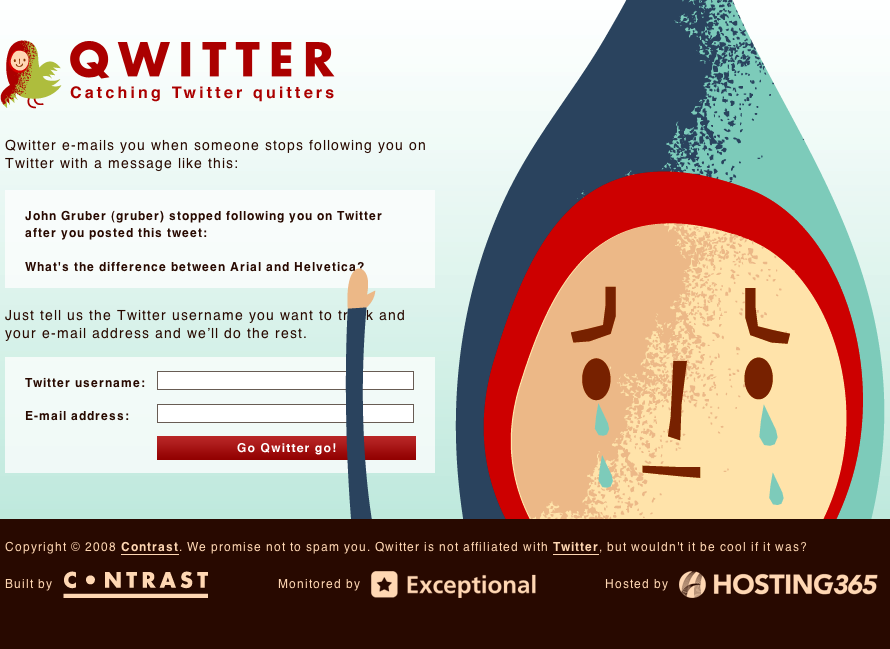 QWITTER
Catching Twitter quitters
Qwitter e-mails you when someone stops following you on
Twitter with a message like this:
John Gruber (gruber) stopped following you on Twitter
after you posted this tweet:
What's the difference between Arial and Helvetica?
Just tell us the Twitter username you want to track and
your e-mail address and we'll do the rest.
Twitter username:
E-mail address:
Go Qwitter go!
Copyright © 2008 Contrast. We promise not to spam you. Qwitter is not affiliated with Twitter, but wouldn't it be cool if it was?
Built by CONTRAST Monitored by Exceptional Hosted by HOSTING365